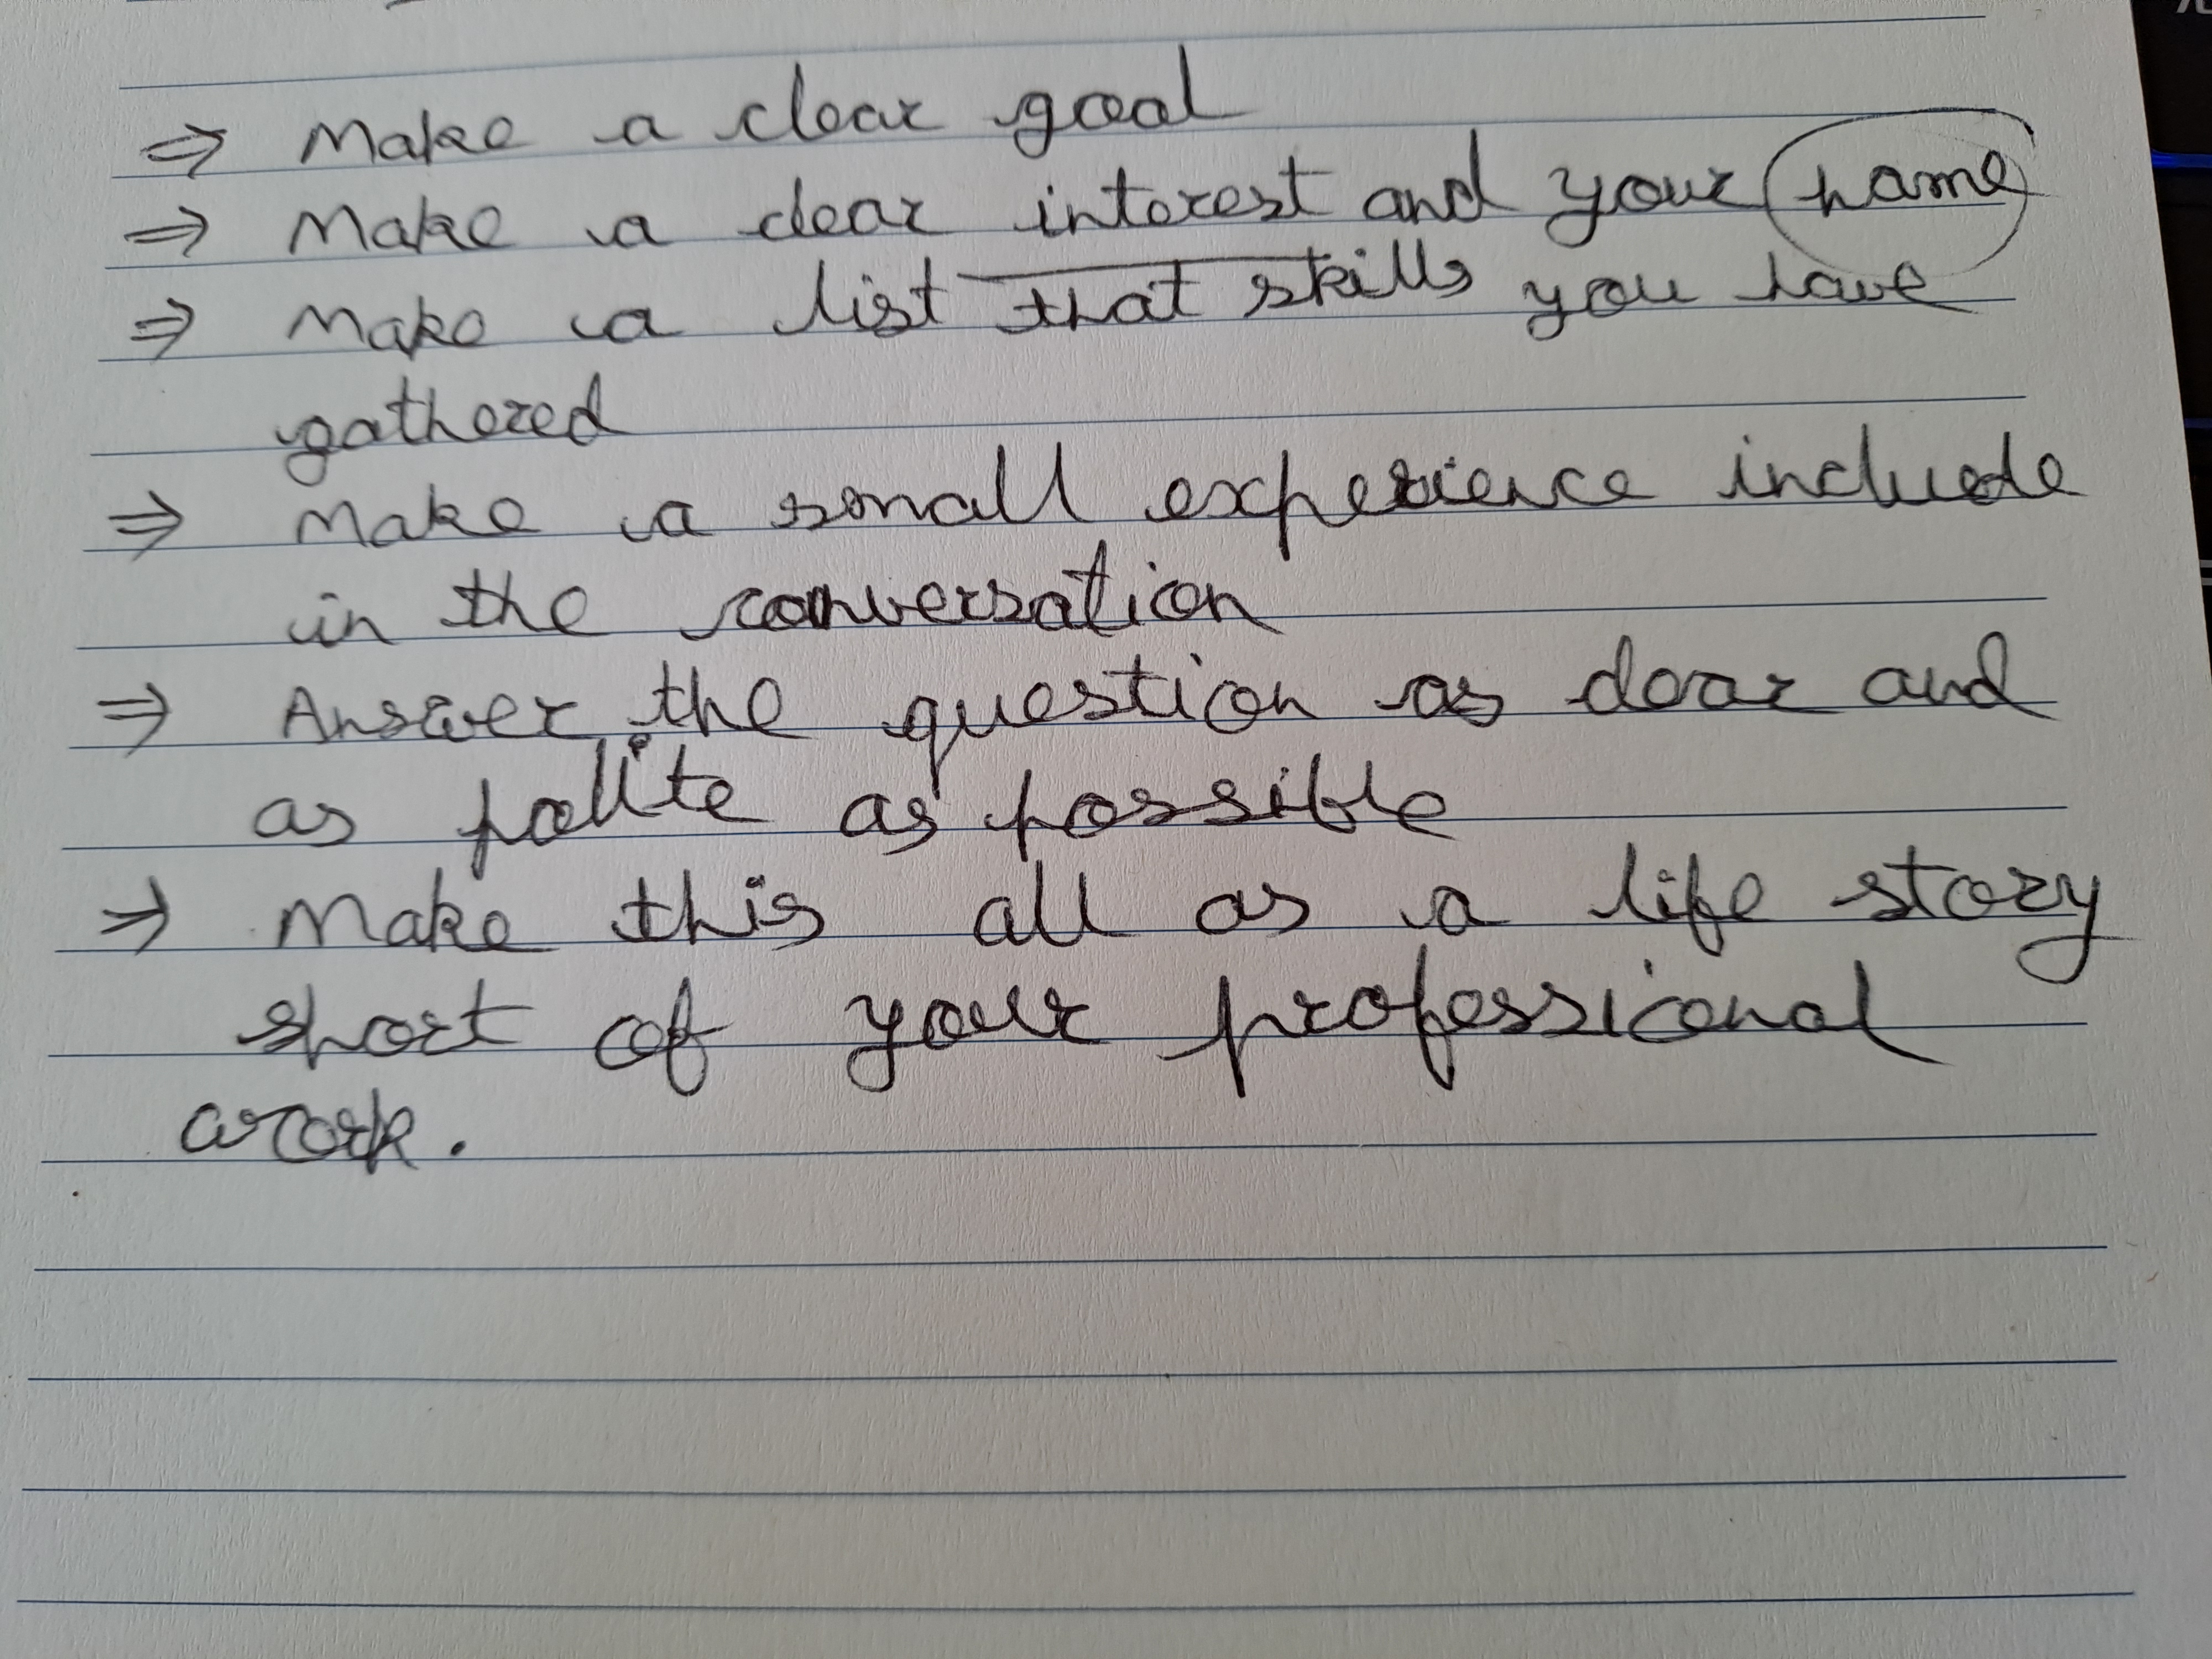 ⇒ Make a clear goal
⇒ Make a clear interest and your name
⇒ Make a list that skills you have
gathered
⇒ Make a small experience include
in the conversation
⇒ Answer the question as clear and
as polite as possible
→ Make this all as a life story
short of your professional
work.